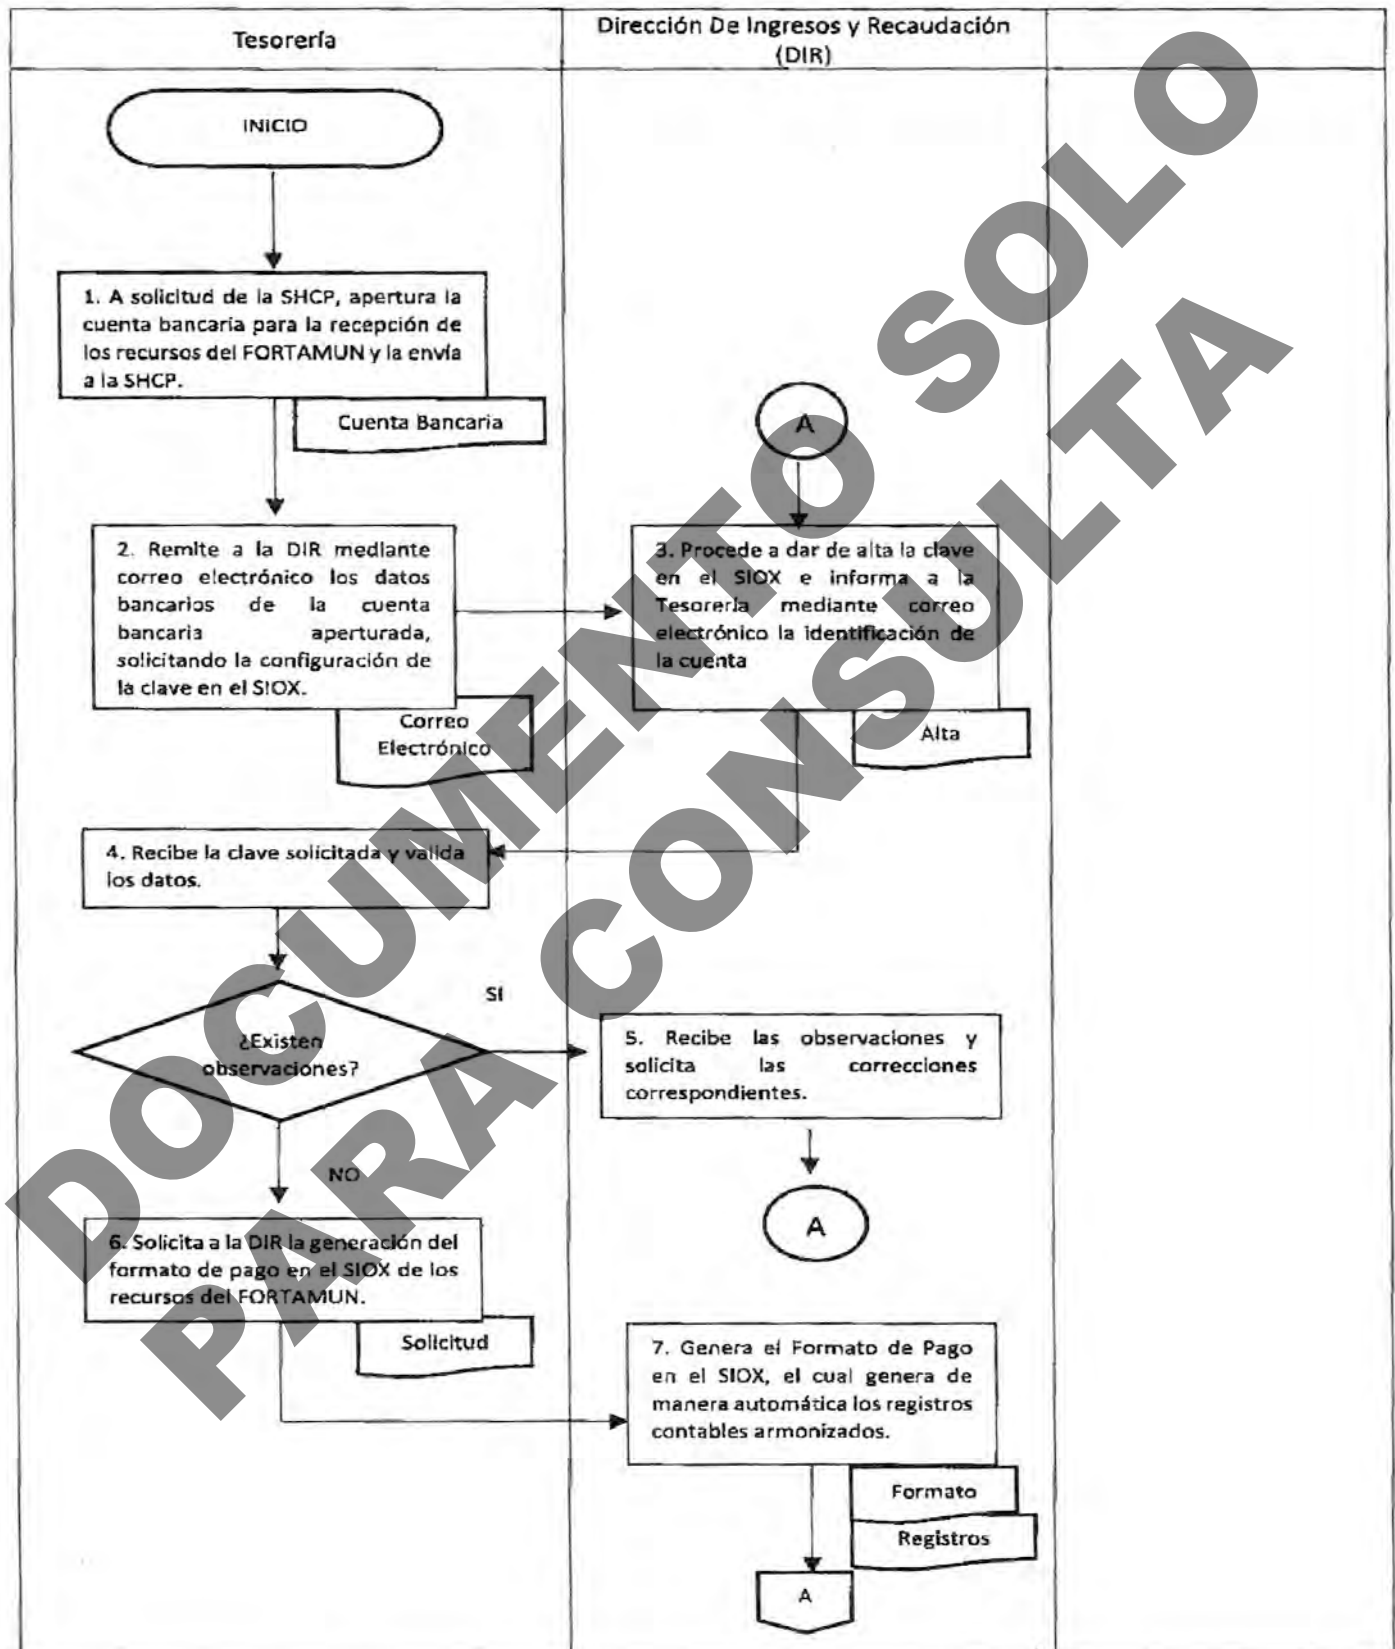 Tesorería
Dirección De Ingresos y Recaudación
(DIR)
INICIO
1. A solicitud de la SHCP, apertura la
cuenta bancaria para la recepción de
los recursos del FORTAMUN y la envía
a la SHCP.
Cuenta Bancaria
A
2. Remite a la DIR mediante
correo electrónico los datos
bancarios de la cuenta
bancaria aperturada,
solicitando la configuración de
la clave en el SIOX.
Correo
Electrónico
3. Procede a dar de alta la clave
en el SIOX e informa a la
Tesorería mediante correo
electrónico la identificación de
la cuenta
Alta
4. Recibe la clave solicitada y valida
los datos.
¿Existen
observaciones?
SI
5. Recibe las observaciones y
solicita las correcciones
correspondientes.
A
NO
6. Solicita a la DIR la generación del
formato de pago en el SIOX de los
recursos del FORTAMUN.
Solicitud
7. Genera el Formato de Pago
en el SIOX, el cual genera de
manera automática los registros
contables armonizados.
Formato
Registros
A
DOCUMENTO SOLO
PARA CONSULTA